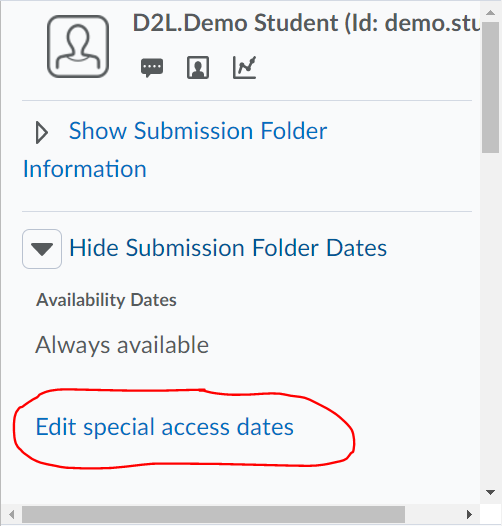 D2L.Demo Student (Id: demo.stu
Show Submission Folder
Information
Hide Submission Folder Dates
Availability Dates
Always available
Edit special access dates